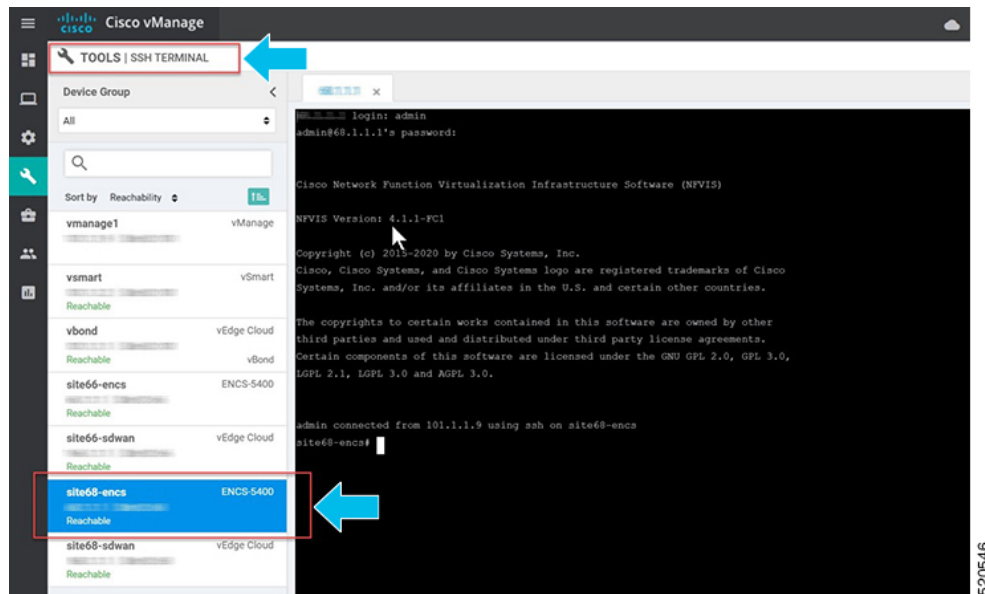 cisco Cisco vManage
TOOLS | SSH TERMINAL
Device Group
All
Sort by Reachability
vmanage1 vManage
vsmart vSmart
Reachable
vbond vEdge Cloud
Reachable vBond
site66-encs ENCS-5400
Reachable
site66-sdwan vEdge Cloud
Reachable
site68-encs ENCS-5400
Reachable
site68-sdwan vEdge Cloud
Reachable
login: admin
admin@68.1.1.1's password:
Cisco Network Function Virtualization Infrastructure Software (NFVIS)
NFVIS Version: 4.1.1-FC1
Copyright (c) 2015-2020 by Cisco Systems, Inc.
Cisco, Cisco Systems, and Cisco Systems logo are registered trademarks of Cisco
Systems, Inc. and/or its affiliates in the U.S. and certain other countries.
The copyrights to certain works contained in this software are owned by other
third parties and used and distributed under third party license agreements.
Certain components of this software are licensed under the GNU GPL 2.0, GPL 3.0,
LGPL 2.1, LGPL 3.0 and AGPL 3.0.
admin connected from 101.1.1.9 using ssh on site68-encs
site68-encs#
520546